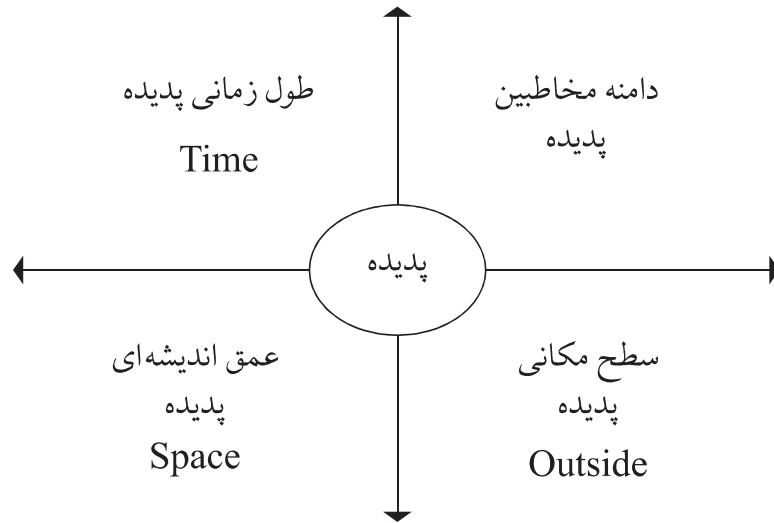 دامنه مخاطبین
پدیده
طول زمانی پدیده
Time
پدیده
سطح مکانی
پدیده
Outside
عمق اندیشه‌ای
پدیده
Space